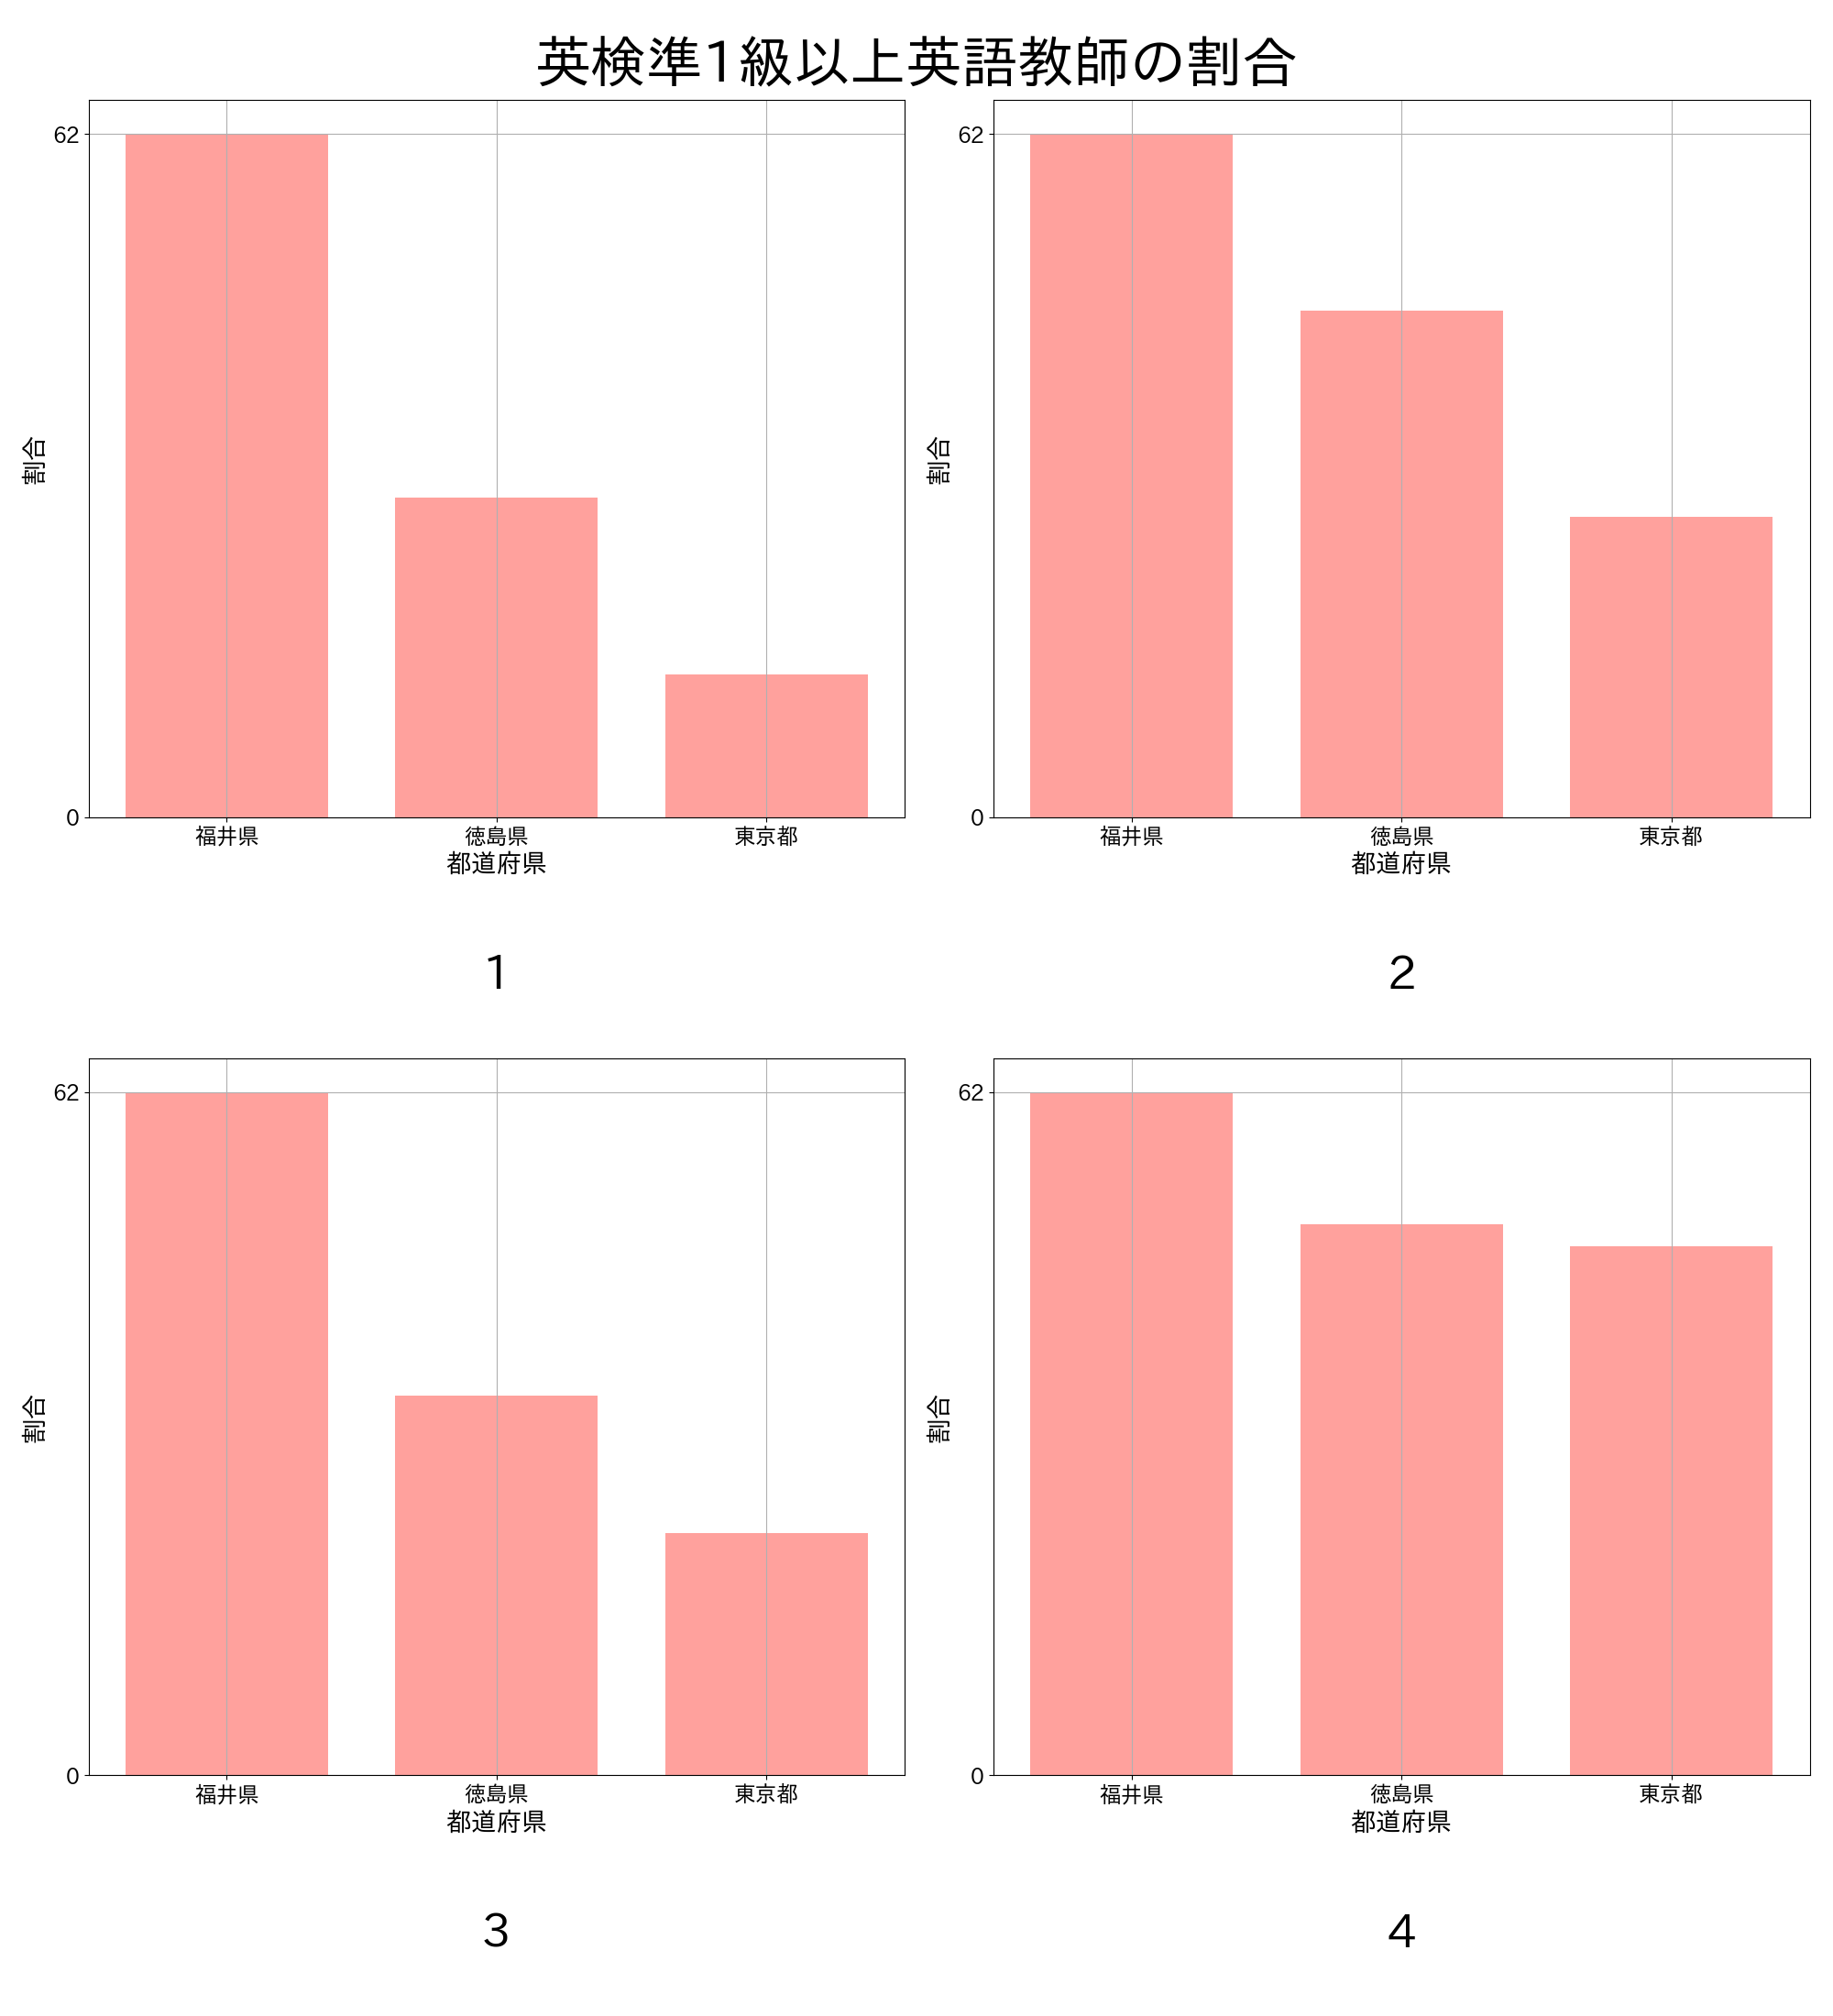 英検準1級以上英語教師の割合
62
割合
0
福井県 徳島県 東京都
都道府県
1
62
割合
0
福井県 徳島県 東京都
都道府県
2
62
割合
0
福井県 徳島県 東京都
都道府県
3
62
割合
0
福井県 徳島県 東京都
都道府県
4